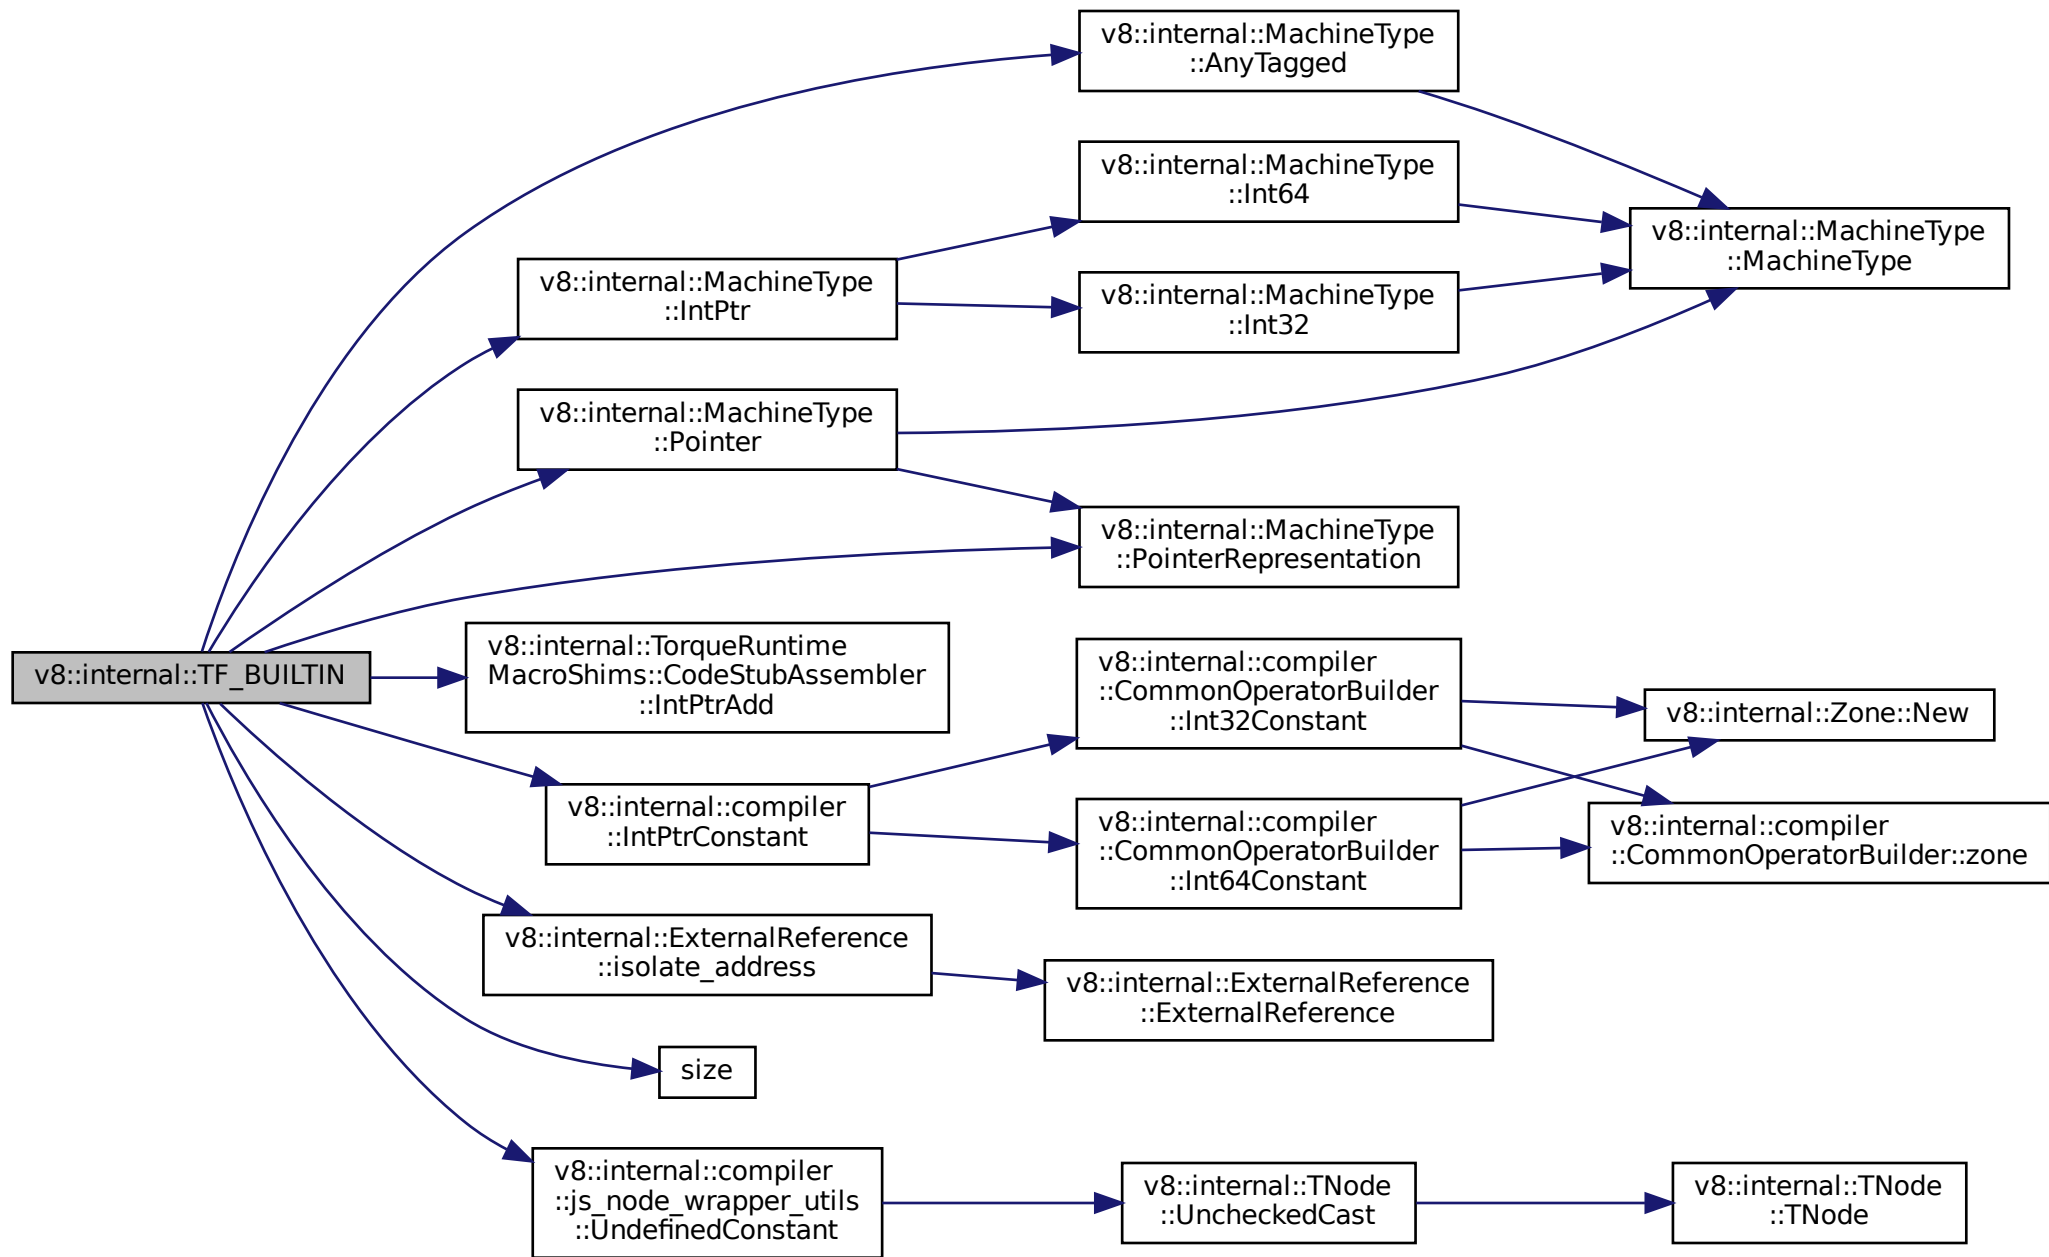 v8::internal::TF_BUILTIN
v8::internal::MachineType
::AnyTagged
v8::internal::MachineType
::MachineType
v8::internal::MachineType
::IntPtr
v8::internal::MachineType
::Int64
v8::internal::MachineType
::Int32
v8::internal::MachineType
::Pointer
v8::internal::MachineType
::PointerRepresentation
v8::internal::TorqueRuntime
MacroShims::CodeStubAssembler
::IntPtrAdd
v8::internal::compiler
::IntPtrConstant
v8::internal::compiler
::CommonOperatorBuilder
::Int32Constant
v8::internal::Zone::New
v8::internal::compiler
::CommonOperatorBuilder::zone
v8::internal::compiler
::CommonOperatorBuilder
::Int64Constant
v8::internal::ExternalReference
::isolate_address
v8::internal::ExternalReference
::ExternalReference
size
v8::internal::compiler
::js_node_wrapper_utils
::UndefinedConstant
v8::internal::TNode
::UncheckedCast
v8::internal::TNode
::TNode